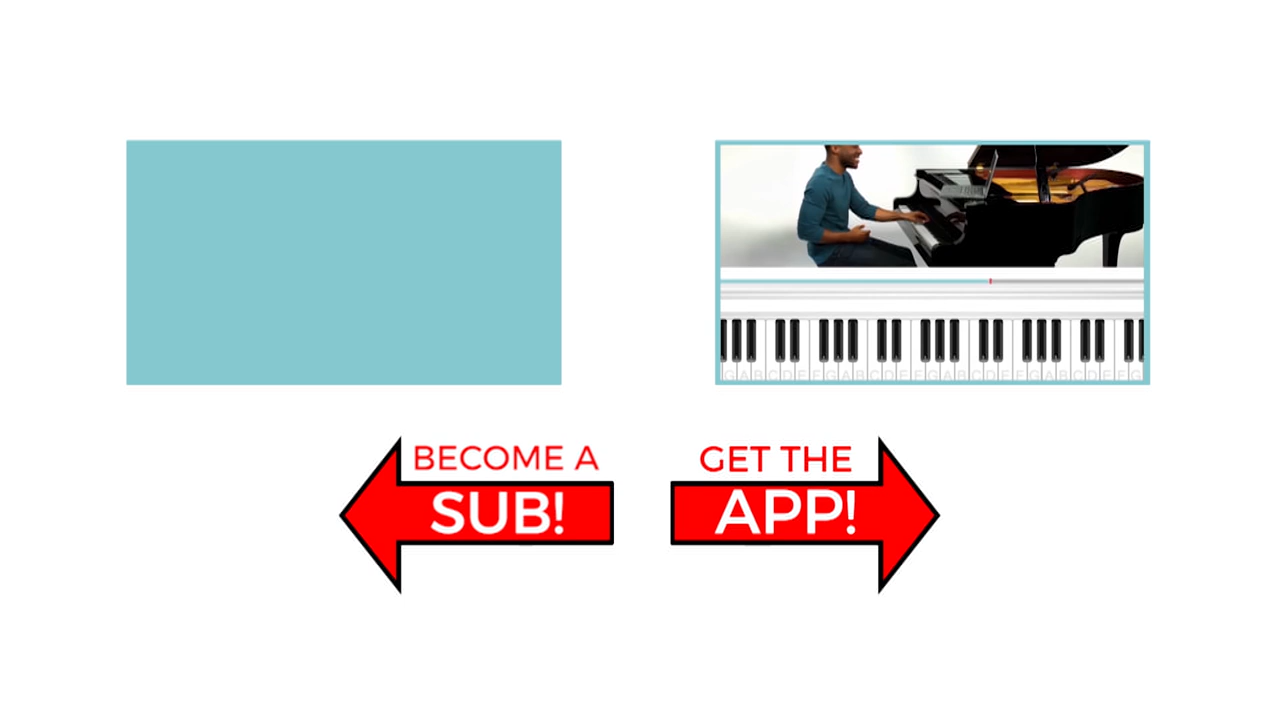 BECOME A
SUB!
GET THE
APP!
G A B C D E F G A B C D E F G A B C D E F G A B C D E F G